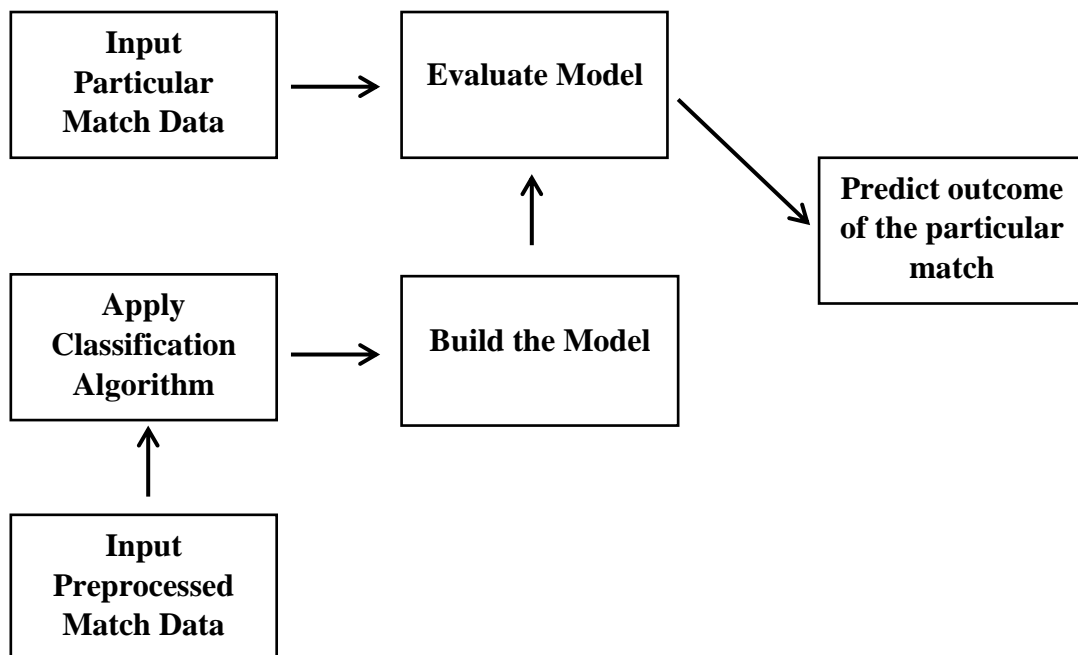 Input
Particular
Match Data
Evaluate Model
Predict outcome
of the particular
match
Apply
Classification
Algorithm
Build the Model
Input
Preprocessed
Match Data